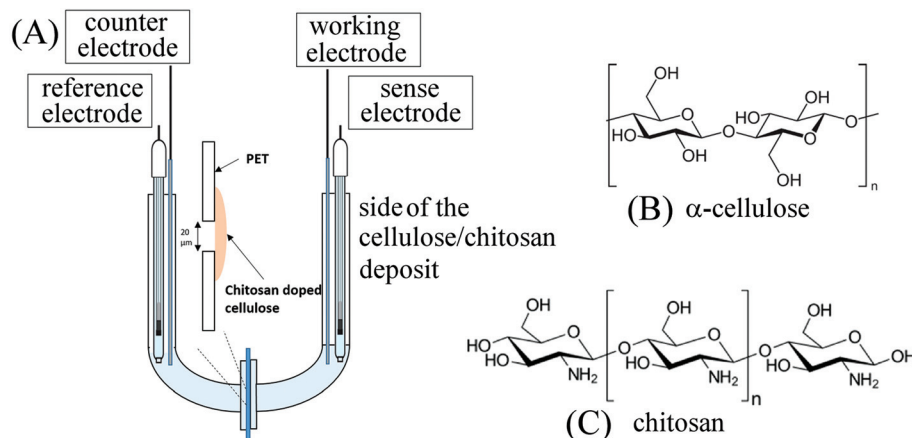 (A)
counter
electrode
working
electrode
reference
electrode
sense
electrode
PET
20
μm
Chitosan doped
cellulose
side of the
cellulose/chitosan
deposit
OH
O
HO
OH
O
HO
OH
O
O
OH
n
(B) α-cellulose
OH
HO
HO
O
NH2
O
OH
HO
O
NH2
n
O
OH
HO
O
NH2
OH
(C) chitosan